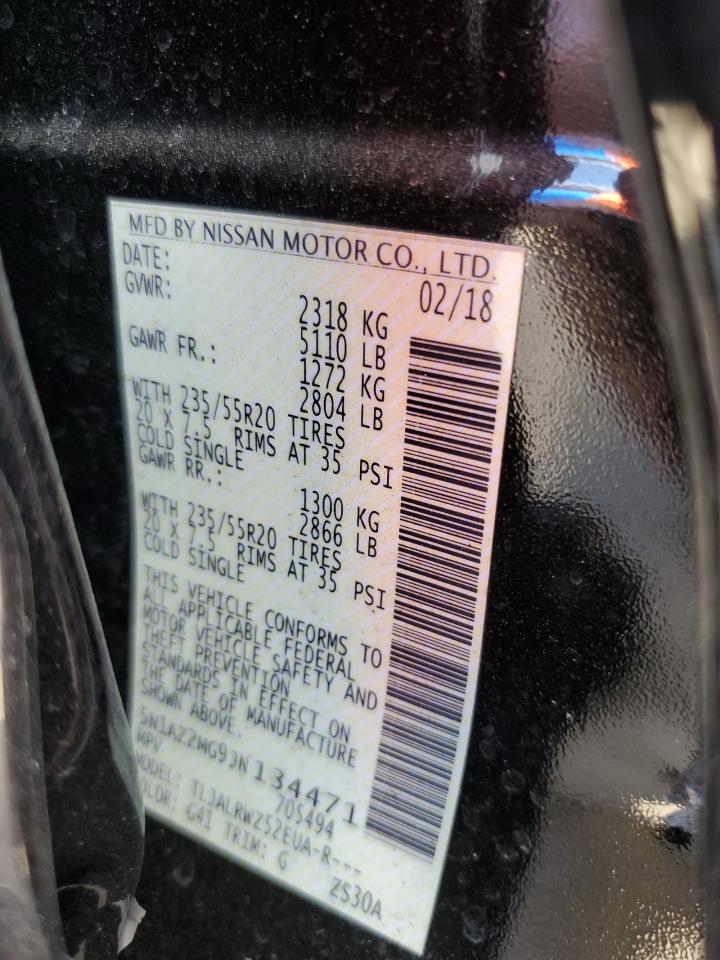 MFD BY NISSAN MOTOR CO., LTD.
DATE: 02/18
GVWR: 2318 KG
5110 LB
GAWR FR.: 1272 KG
2804 LB
WITH 235/55R20 TIRES
20 X 7.5 RIMS AT 35 PSI
COLD SINGLE
GAWR RR.: 1300 KG
2866 LB
WITH 235/55R20 TIRES
20 X 7.5 RIMS AT 35 PSI
COLD SINGLE
THIS VEHICLE CONFORMS TO
ALL APPLICABLE FEDERAL
MOTOR VEHICLE SAFETY AND
THEFT PREVENTION
STANDARDS IN EFFECT ON
THE DATE OF MANUFACTURE
SHOWN ABOVE.
5N1AZ2MG9JN134471
MPV 705494
MODEL: TLJALRWZ52EUA-R---
COLOR: G41 TRIM: G ZS30A